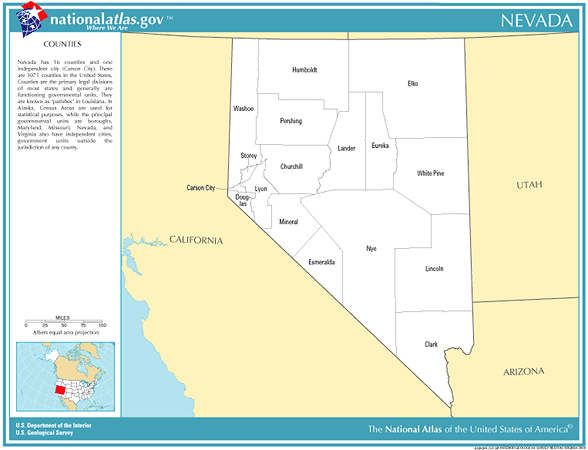 nationalatlas.gov™
Where We Are
NEVADA
COUNTIES
Nevada has 16 counties and one
independent city (Carson City). There
are 3071 counties in the United States.
Counties are the primary legal divisions
of most states and generally are
functioning governmental units. They
are known as 'parishes' in Louisiana. In
Alaska, Census Areas are used for
statistical purposes, while the principal
governmental units are boroughs.
Maryland, Missouri, Nevada, and
Virginia also have independent cities,
government units outside the
jurisdiction of any county.
Humboldt
Elko
Washoe
Pershing
Lander
Eureka
Storey
Churchill
White Pine
Carson City
Lyon
Doug-
las
UTAH
Mineral
CALIFORNIA
Nye
Esmeralda
Lincoln
MILES
0 25 50 75 100
Albers equal area projection
Clark
ARIZONA
U.S. Department of the Interior
U.S. Geological Survey
The National Atlas of the United States of America©